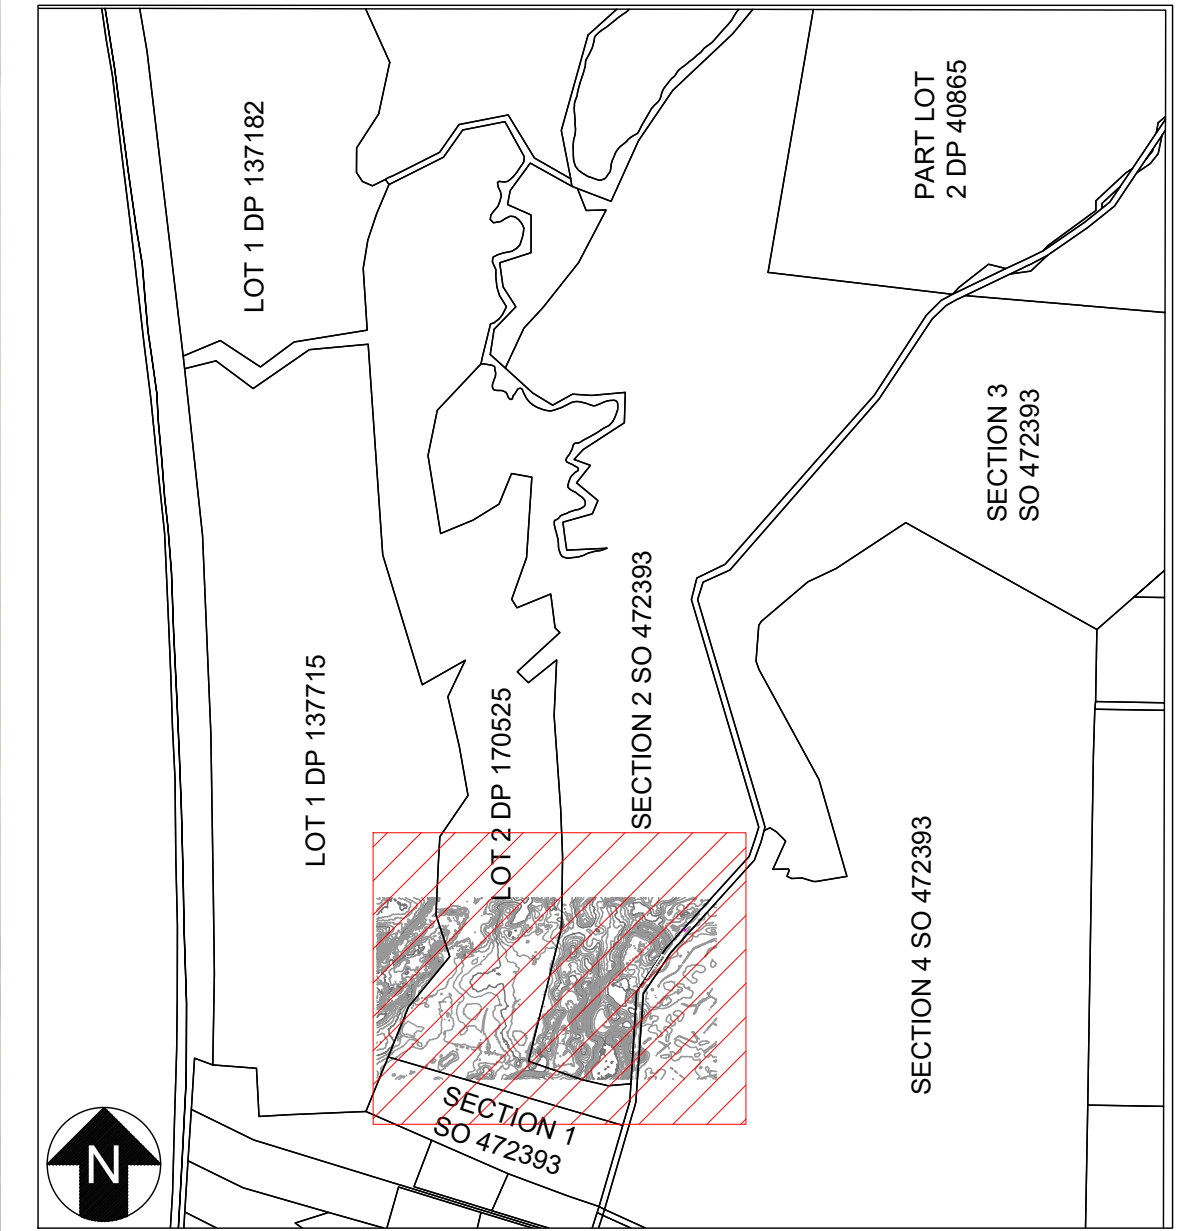 LOT 1 DP 137182
PART LOT
2 DP 40865
SECTION 3
SO 472393
LOT 1 DP 137715
LOT 2 DP 170525
SECTION 2 SO 472393
SECTION 4 SO 472393
SECTION 1
SO 472393
N